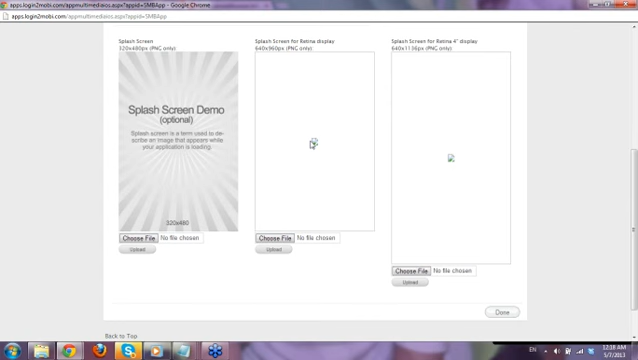 apps.login2mobi.com/appmultimediaios.aspx?appid=SMBApp - Google Chrome
apps.login2mobi.com/appmultimediaios.aspx?appid=SMBApp
Splash Screen
320x480px (PNG only):
Splash Screen for Retina display
640x960px (PNG only):
Splash Screen for Retina 4" display
640x1136px (PNG only):
Splash Screen Demo
(optional)
Splash screen is a term used to de-
scribe an image that appears while
your application is loading.
320x480
Choose File No file chosen
Upload
Choose File No file chosen
Upload
Choose File No file chosen
Upload
Done
Back to Top
EN
12:18 AM
5/7/2013